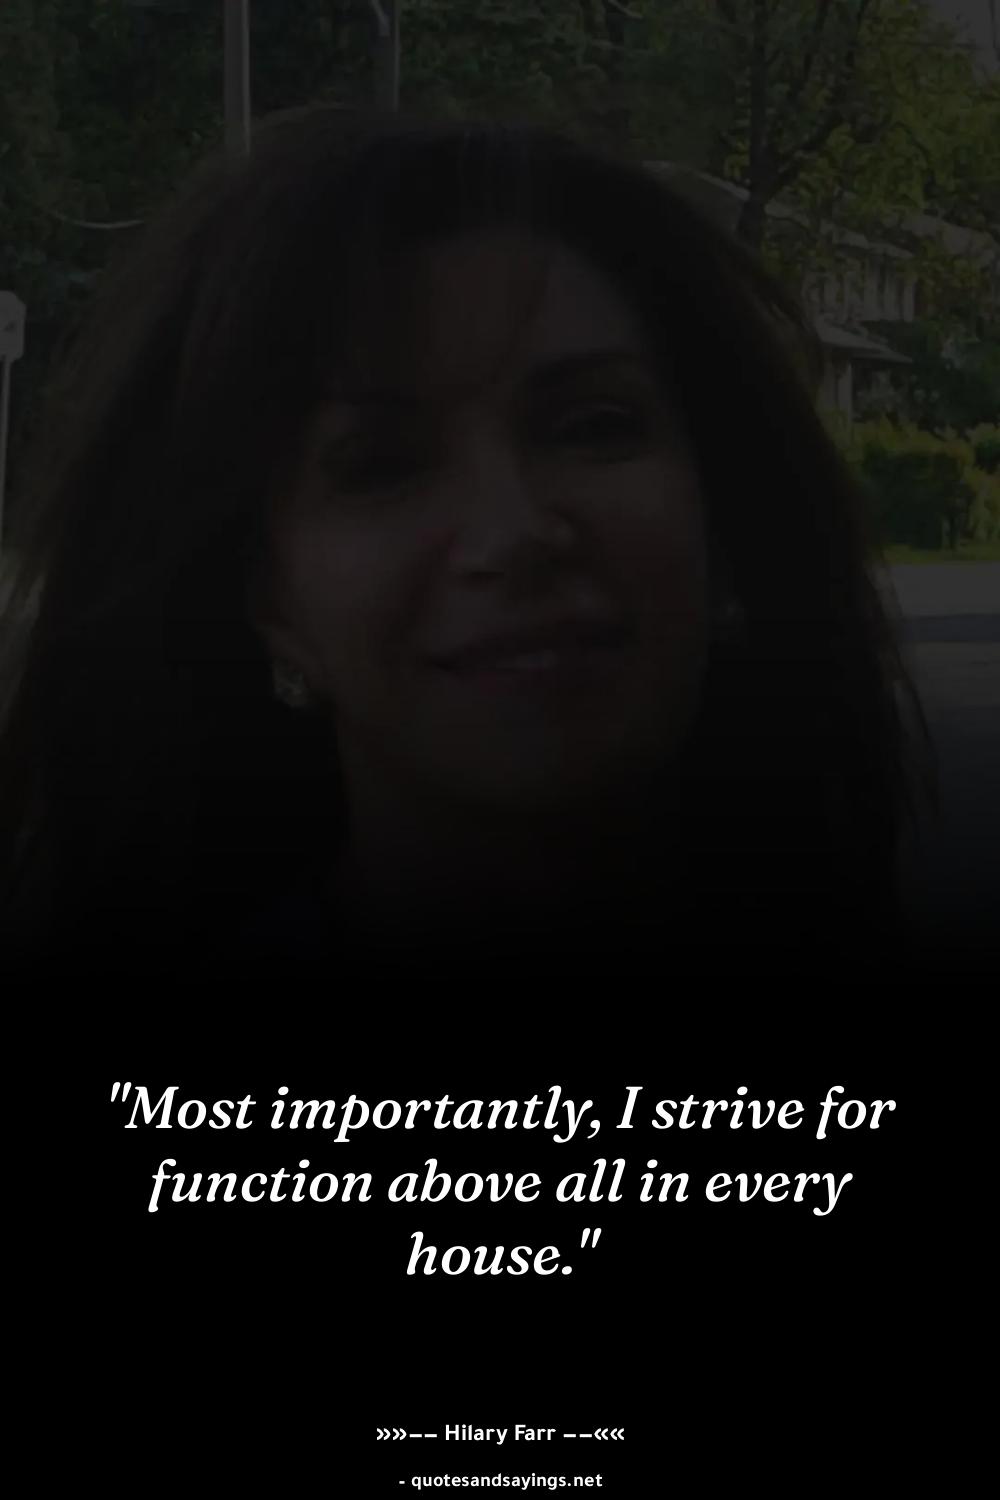 "Most importantly, I strive for
function above all in every
house."
»»−− Hilary Farr −−««
- quotesandsayings.net